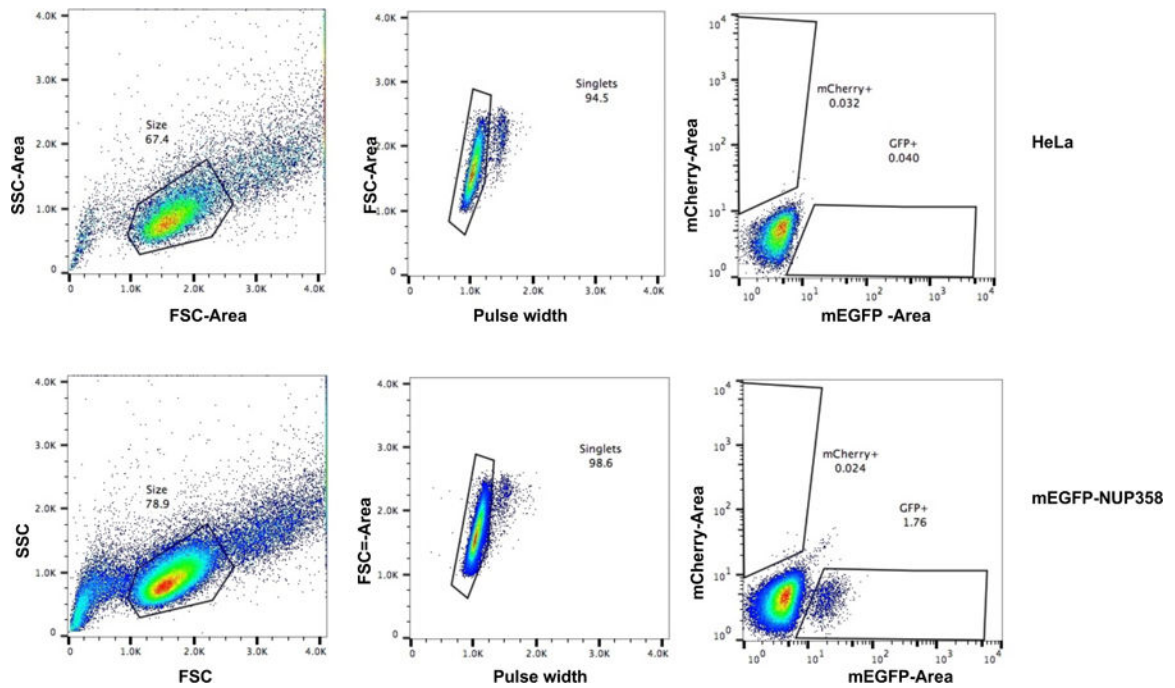 4.0K
3.0K
2.0K
1.0K
0
SSC-Area
Size
67.4
0 1.0K 2.0K 3.0K 4.0K
FSC-Area
4.0K
3.0K
2.0K
1.0K
0
FSC-Area
Singlets
94.5
0 1.0K 2.0K 3.0K 4.0K
Pulse width
10^4
10^3
10^2
10^1
10^0
mCherry-Area
mCherry+
0.032
GFP+
0.040
10^0 10^1 10^2 10^3 10^4
mEGFP -Area
HeLa
4.0K
3.0K
2.0K
1.0K
0
SSC
Size
78.9
0 1.0K 2.0K 3.0K 4.0K
FSC
4.0K
3.0K
2.0K
1.0K
0
FSC=-Area
Singlets
98.6
0 1.0K 2.0K 3.0K 4.0K
Pulse width
10^4
10^3
10^2
10^1
10^0
mCherry-Area
mCherry+
0.024
GFP+
1.76
10^0 10^1 10^2 10^3 10^4
mEGFP-Area
mEGFP-NUP358